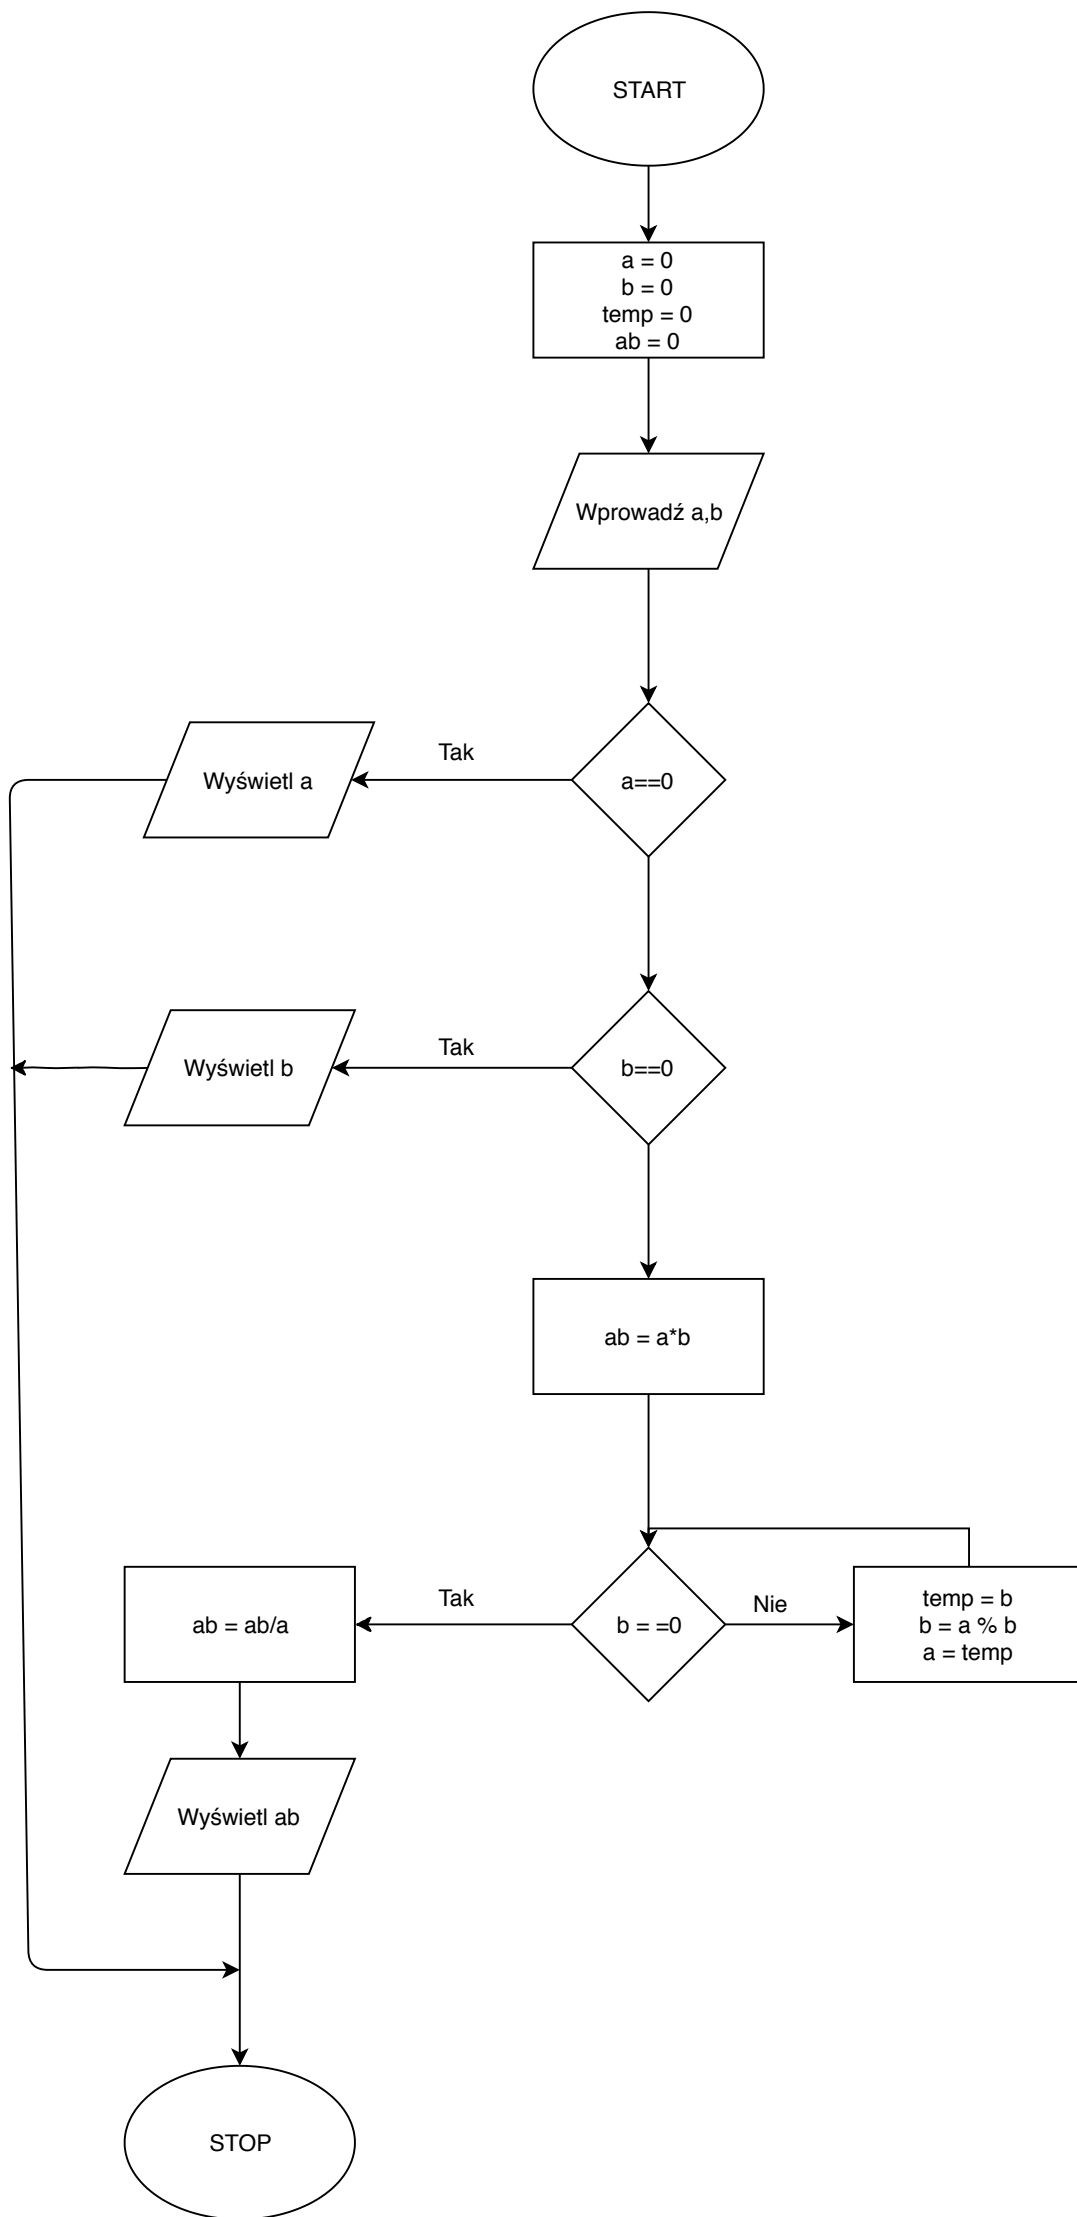 START
a = 0
b = 0
temp = 0
ab = 0
Wprowadź a,b
Tak
Wyświetl a
a==0
Tak
Wyświetl b
b==0
ab = a*b
Tak
Nie
ab = ab/a
b = =0
temp = b
b = a % b
a = temp
Wyświetl ab
STOP